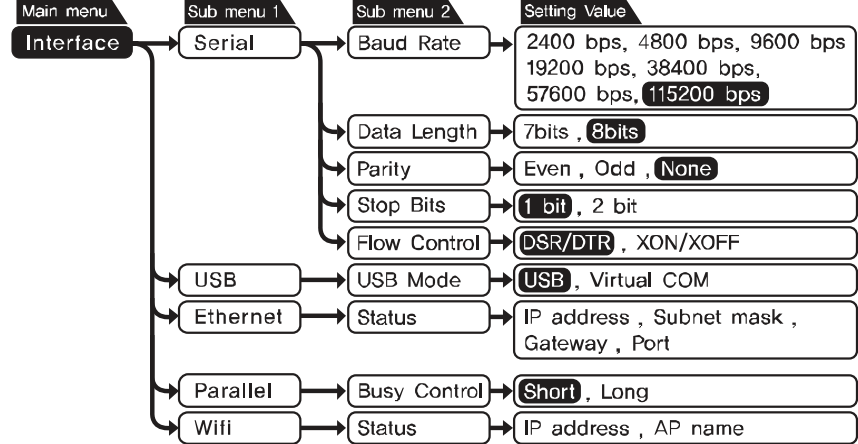 Main menu Sub menu 1 Sub menu 2 Setting Value
Interface Serial Baud Rate 2400 bps, 4800 bps, 9600 bps
19200 bps, 38400 bps,
57600 bps, 115200 bps
Data Length 7bits , 8bits
Parity Even , Odd , None
Stop Bits 1 bit , 2 bit
Flow Control DSR/DTR , XON/XOFF
USB USB Mode USB , Virtual COM
Ethernet Status IP address , Subnet mask ,
Gateway , Port
Parallel Busy Control Short , Long
Wifi Status IP address , AP name